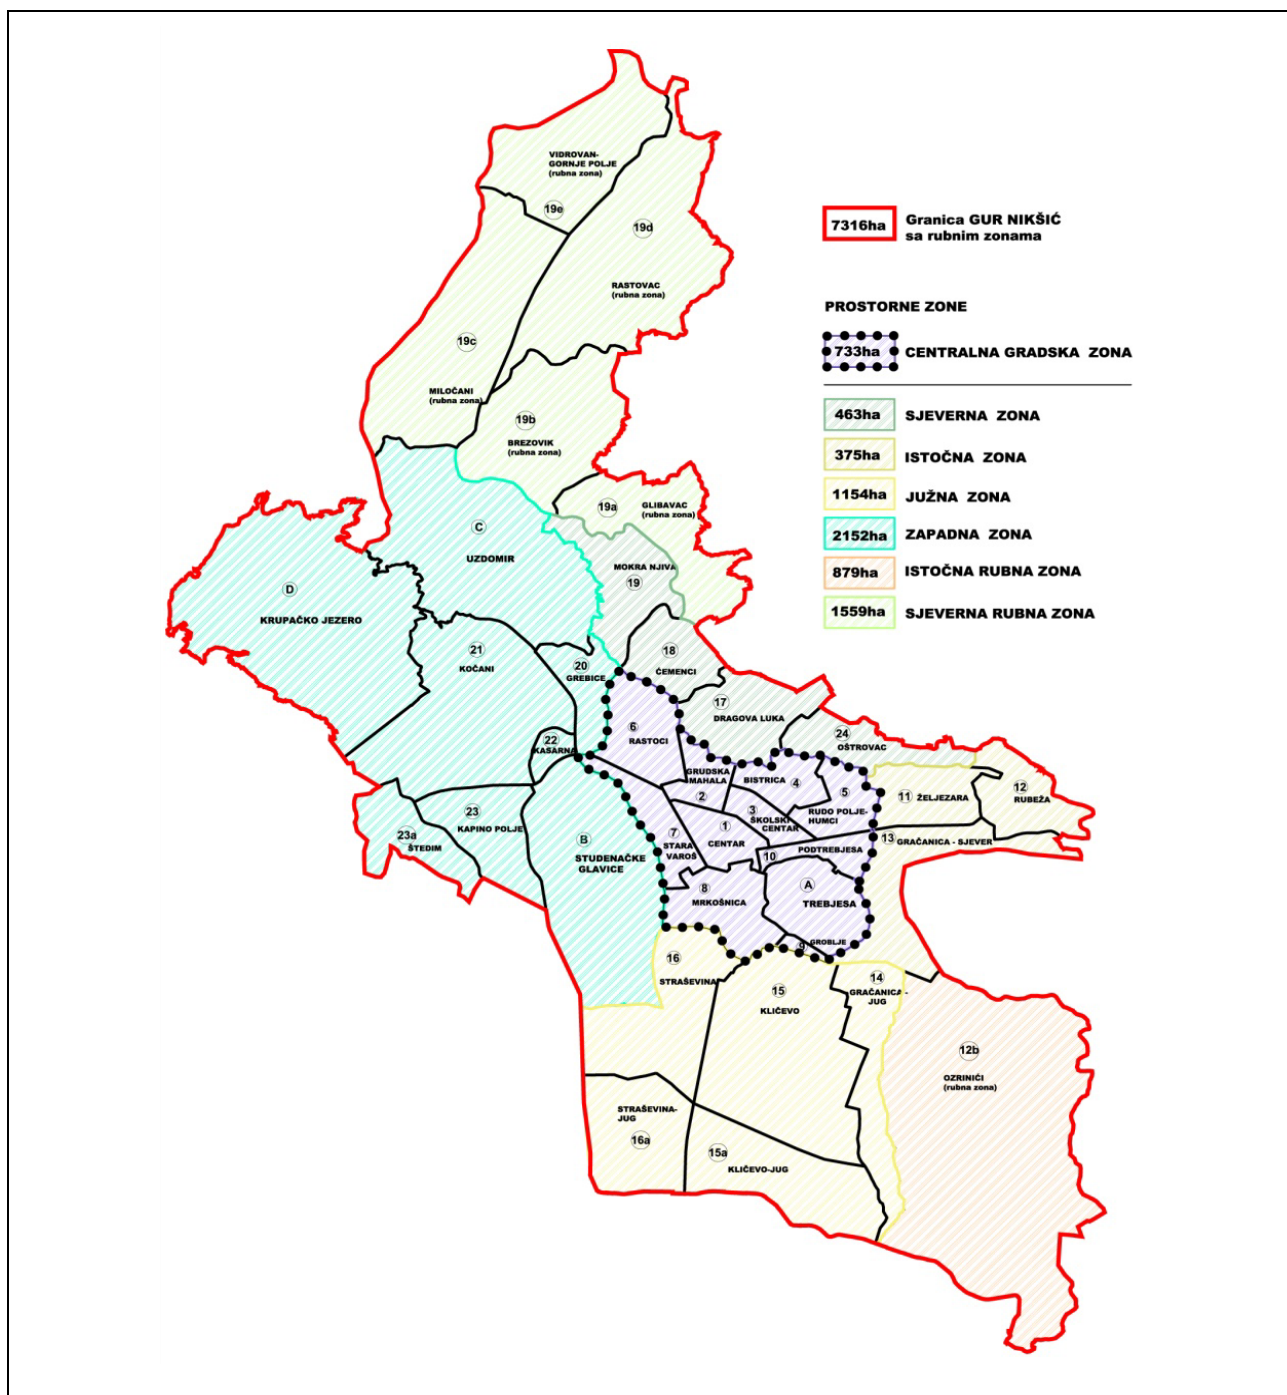 VIDROVAN-
GORNJE POLJE
(rubna zona)
19e
19d
RASTOVAC
(rubna zona)
19c
MILOČANI
(rubna zona)
19b
BREZOVIK
(rubna zona)
19a
GLIBAVAC
(rubna zona)
7316ha
Granica GUR NIKŠIĆ
sa rubnim zonama
PROSTORNE ZONE
733ha
CENTRALNA GRADSKA ZONA
463ha
SJEVERNA ZONA
375ha
ISTOČNA ZONA
1154ha
JUŽNA ZONA
2152ha
ZAPADNA ZONA
879ha
ISTOČNA RUBNA ZONA
1559ha
SJEVERNA RUBNA ZONA
C
UZDOMIR
D
KRUPAČKO JEZERO
MOKRA NJIVA
19
18
ĆEMENCI
21
KOČANI
20
GREBICE
17
DRAGOVA LUKA
6
RASTOCI
24
OŠTROVAC
22
KASARNA
GRUDSKA
MAHALA
2
BISTRICA
4
5
RUDO POLJE-
HUMCI
11
ŽELJEZARA
12
RUBEŽA
23
KAPINO POLJE
23a
ŠTEDIM
B
STUDENAČKE
GLAVICE
7
STARA
VAROŠ
1
CENTAR
3
ŠKOLSKI
CENTAR
10
PODTREBJESA
13
GRAČANICA - SJEVER
8
MRKOŠNICA
A
TREBJESA
9
GROBLJE
16
STRAŠEVINA
15
KLIČEVO
14
GRAČANICA -
JUG
12b
OZRINIĆI
(rubna zona)
STRAŠEVINA-
JUG
16a
15a
KLIČEVO-JUG